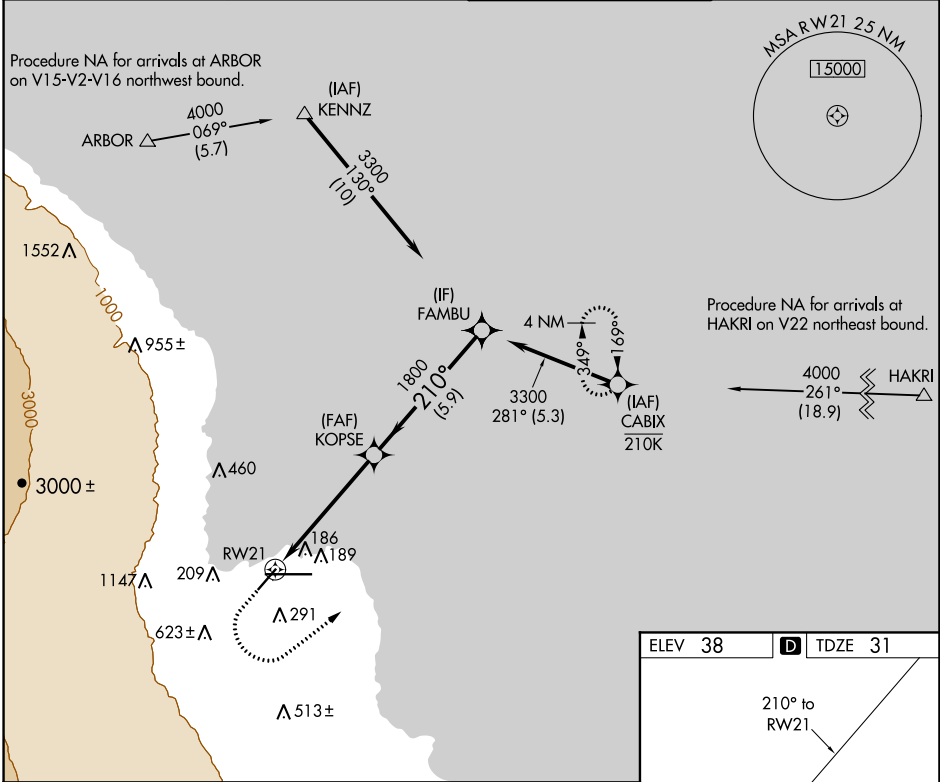 Procedure NA for arrivals at ARBOR
on V15-V2-V16 northwest bound.
MSA RW21 25 NM
15000
(IAF)
KENNZ
4000
069°
(5.7)
ARBOR
3300
130°
(10)
1552
1000
(IF)
FAMBU
Procedure NA for arrivals at
HAKRI on V22 northeast bound.
4 NM
349°
169°
955±
1800
210°
(5.9)
3300
281° (5.3)
(IAF)
CABIX
210K
4000
261°
(18.9)
HAKRI
3000
(FAF)
KOPSE
460
3000±
186
189
RW21
209
1147
291
623±
513±
ELEV 38
D
TDZE 31
210° to
RW21